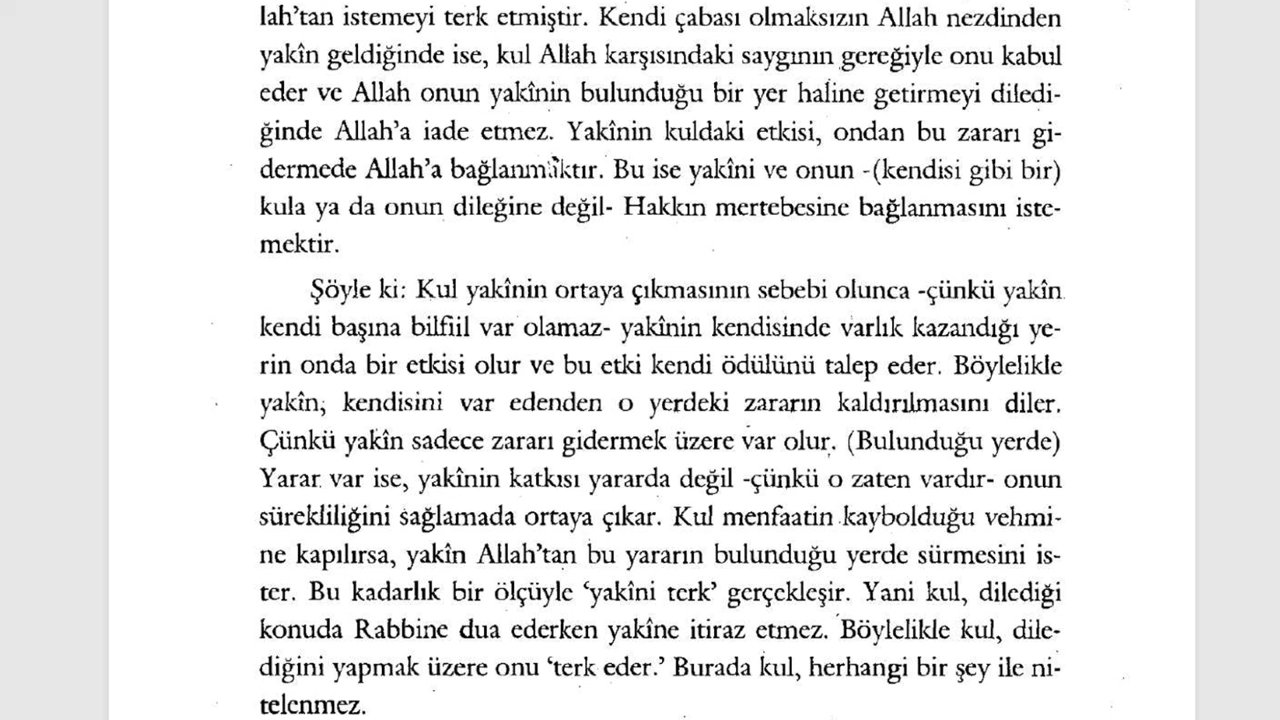 lah’tan istemeyi terk etmiştir. Kendi çabası olmaksızın Allah nezdinden
yakîn geldiğinde ise, kul Allah karşısındaki saygının gereğiyle onu kabul
eder ve Allah onun yakînin bulunduğu bir yer haline getirmeyi diledi-
ğinde Allah’a iade etmez. Yakînin kuldaki etkisi, ondan bu zararı gi-
dermede Allah’a bağlanmaktır. Bu ise yakîni ve onun -(kendisi gibi bir)
kula ya da onun dileğine değil- Hakkın mertebesine bağlanmasını iste-
mektir.
Şöyle ki: Kul yakînin ortaya çıkmasının sebebi olunca -çünkü yakîn
kendi başına bilfiil var olamaz- yakînin kendisinde varlık kazandığı ye-
rin onda bir etkisi olur ve bu etki kendi ödülünü talep eder. Böylelikle
yakîn, kendisini var edenden o yerdeki zararın kaldırılmasını diler.
Çünkü yakîn sadece zararı gidermek üzere var olur. (Bulunduğu yerde)
Yarar var ise, yakînin katkısı yararda değil -çünkü o zaten vardır- onun
sürekliliğini sağlamada ortaya çıkar. Kul menfaatin kaybolduğu vehmi-
ne kapılırsa, yakîn Allah’tan bu yararın bulunduğu yerde sürmesini is-
ter. Bu kadarlık bir ölçüyle ‘yakîni terk’ gerçekleşir. Yani kul, dilediği
konuda Rabbine dua ederken yakîne itiraz etmez. Böylelikle kul, dile-
diğini yapmak üzere onu ‘terk eder.’ Burada kul, herhangi bir şey ile ni-
telenmez.